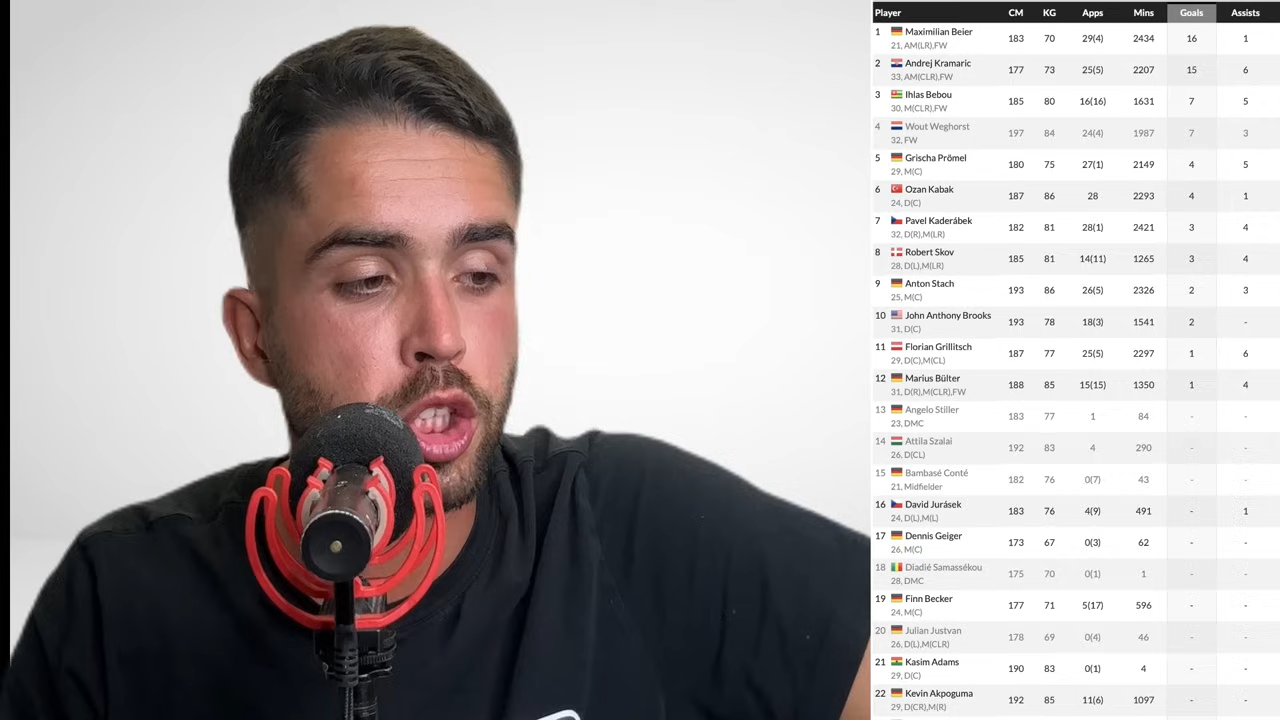 Player CM KG Apps Mins Goals Assists
1 Maximilian Beier 183 70 29(4) 2434 16 1
21, AM(LR),FW
2 Andrej Kramaric 177 73 25(5) 2207 15 6
33, AM(CLR),FW
3 Ihlas Bebou 185 80 16(16) 1631 7 5
30, M(CLR),FW
4 Wout Weghorst 197 84 24(4) 1987 7 3
32, FW
5 Grischa Prömel 180 75 27(1) 2149 4 5
29, M(C)
6 Ozan Kabak 187 86 28 2293 4 1
24, D(C)
7 Pavel Kaderábek 182 81 28(1) 2421 3 4
32, D(R),M(LR)
8 Robert Skov 185 81 14(11) 1265 3 4
28, D(L),M(LR)
9 Anton Stach 193 86 26(5) 2326 2 3
25, M(C)
10 John Anthony Brooks 193 78 18(3) 1541 2 -
31, D(C)
11 Florian Grillitsch 187 77 25(5) 2297 1 6
29, D(C),M(CL)
12 Marius Bülter 188 85 15(15) 1350 1 4
31, D(R),M(CLR),FW
13 Angelo Stiller 183 77 1 84 - -
23, DMC
14 Attila Szalai 192 83 4 290 - -
26, D(CL)
15 Bambasé Conté 182 76 0(7) 43 - -
21, Midfielder
16 David Jurásek 183 76 4(9) 491 - 1
24, D(L),M(L)
17 Dennis Geiger 173 67 0(3) 62 - -
26, M(C)
18 Diadié Samassékou 175 70 0(1) 1 - -
28, DMC
19 Finn Becker 177 71 5(17) 596 - -
24, M(C)
20 Julian Justvan 178 69 0(4) 46 - -
26, D(L),M(CLR)
21 Kasim Adams 190 83 0(1) 4 - -
29, D(C)
22 Kevin Akpoguma 192 85 11(6) 1097 - -
29, D(CR),M(R)